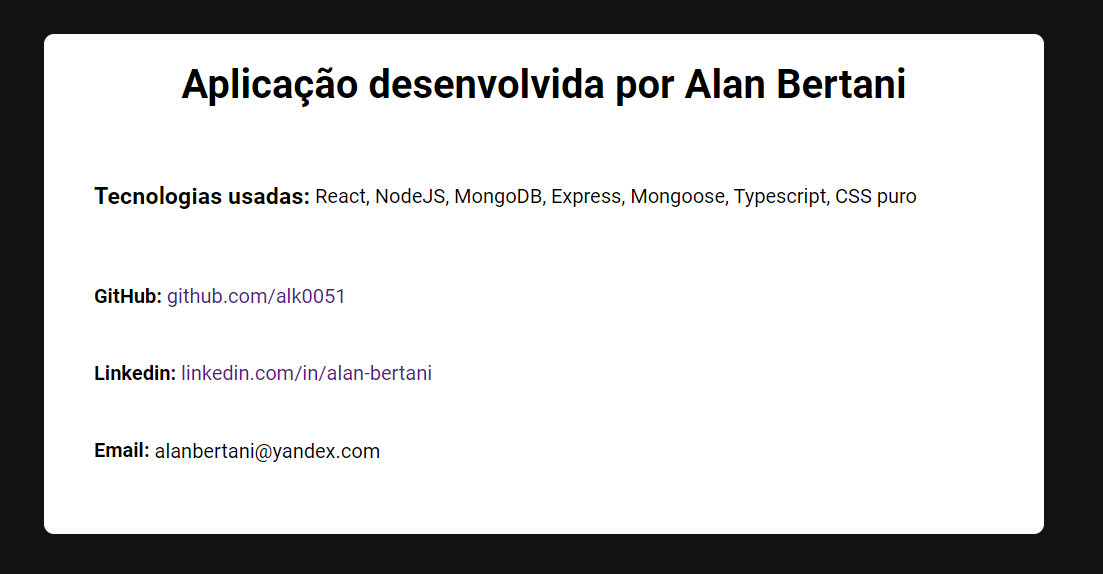 Aplicação desenvolvida por Alan Bertani
Tecnologias usadas: React, NodeJS, MongoDB, Express, Mongoose, Typescript, CSS puro
GitHub: github.com/alk0051
Linkedin: linkedin.com/in/alan-bertani
Email: alanbertani@yandex.com